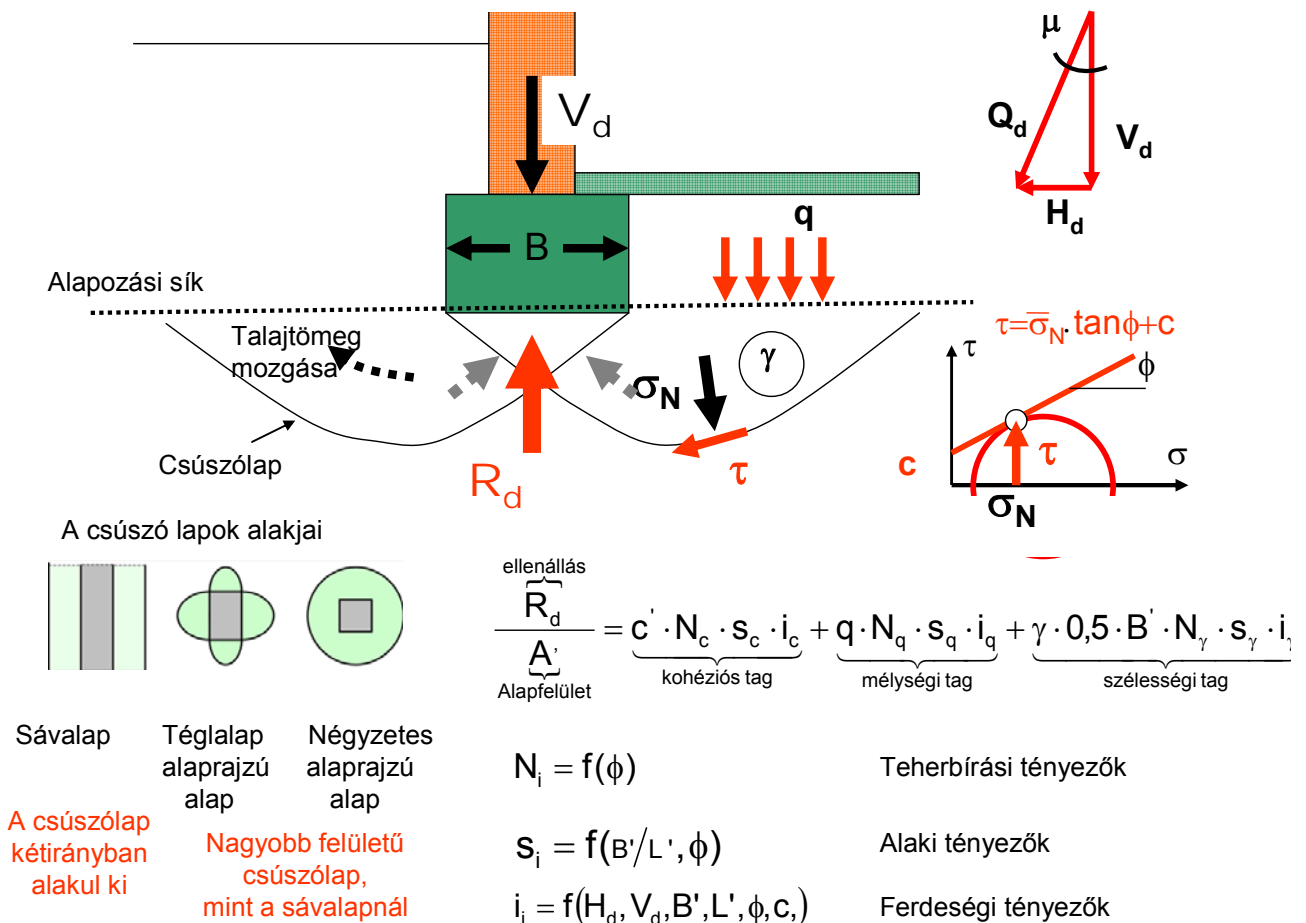 μ
V_d
Q_d
V_d
H_d
q
B
Alapozási sík
Talajtömeg
mozgása
σ_N
γ
τ=σ̅_N·tanϕ+c
τ
ϕ
Csúszólap
R_d
τ
c
τ
σ
σ_N
A csúszó lapok alakjai
ellenállás
R_d / A' = c' · N_c · s_c · i_c + q · N_q · s_q · i_q + γ · 0,5 · B' · N_γ · s_γ · i_γ
Alapfelület
kohéziós tag
mélységi tag
szélességi tag
Sávalap
Téglalap
alaprajzú
alap
Négyzetes
alaprajzú
alap
N_i = f(ϕ)
Teherbírási tényezők
A csúszólap
kétirányban
alakul ki
Nagyobb felületű
csúszólap,
mint a sávalapnál
s_i = f(B'/L', ϕ)
Alaki tényezők
i_i = f(H_d, V_d, B', L', ϕ, c,)
Ferdeségi tényezők